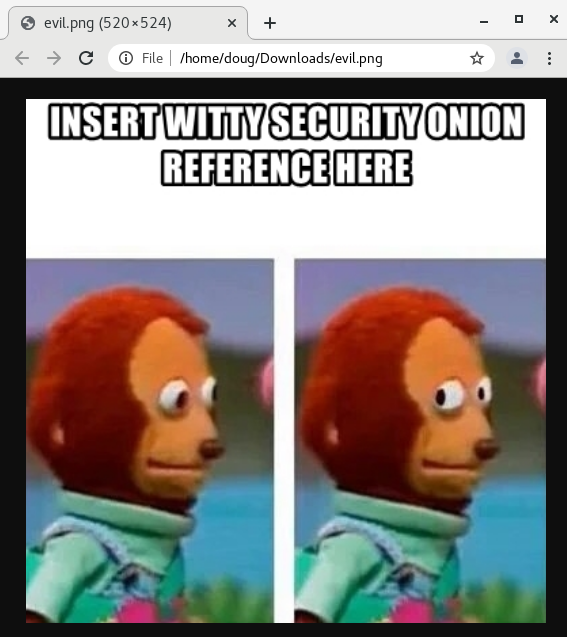 evil.png (520×524)
File /home/doug/Downloads/evil.png
INSERT WITTY SECURITY ONION
REFERENCE HERE